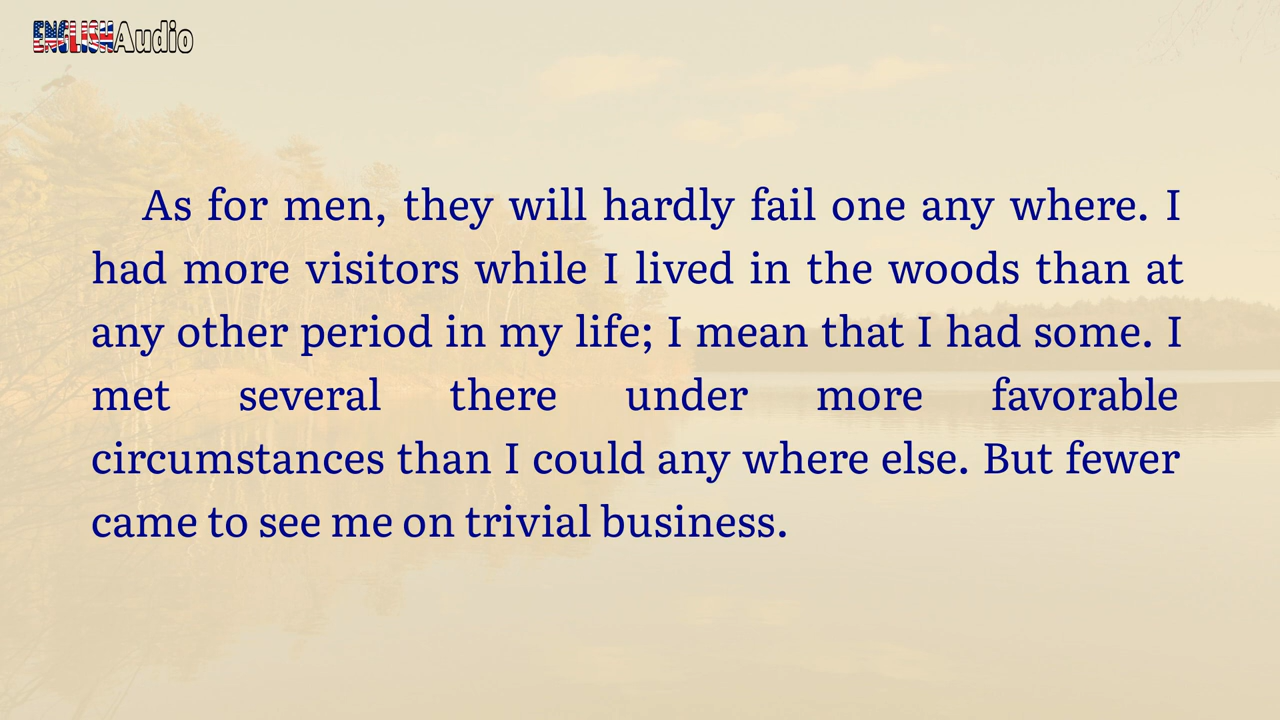 ENGLISHAudio
As for men, they will hardly fail one any where. I
had more visitors while I lived in the woods than at
any other period in my life; I mean that I had some. I
met several there under more favorable
circumstances than I could any where else. But fewer
came to see me on trivial business.